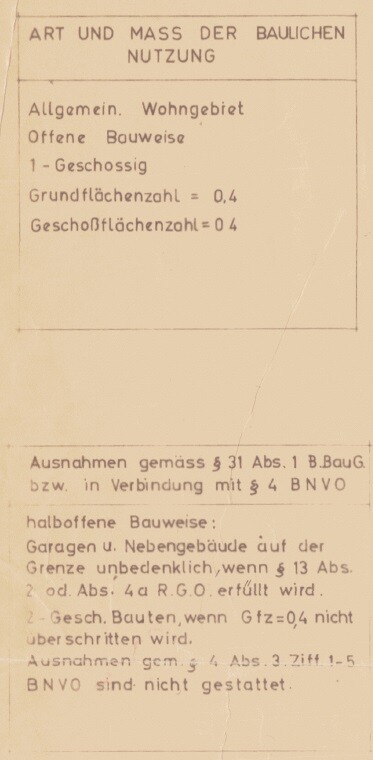 ART UND MASS DER BAULICHEN
NUTZUNG
Allgemein. Wohngebiet
Offene Bauweise
1 - Geschossig
Grundflächenzahl = 0,4
Geschoßflächenzahl = 0 4
Ausnahmen gemäss § 31 Abs. 1 B.BauG.
bzw. in Verbindung mit § 4 BNVO
halboffene Bauweise:
Garagen u. Nebengebäude auf der
Grenze unbedenklich, wenn § 13 Abs.
2 od. Abs. 4a R.G.O. erfüllt wird.
2 - Gesch. Bauten, wenn Gfz = 0,4 nicht
überschritten wird.
Ausnahmen gem. § 4 Abs. 3. Ziff. 1-5
BNVO sind nicht gestattet.